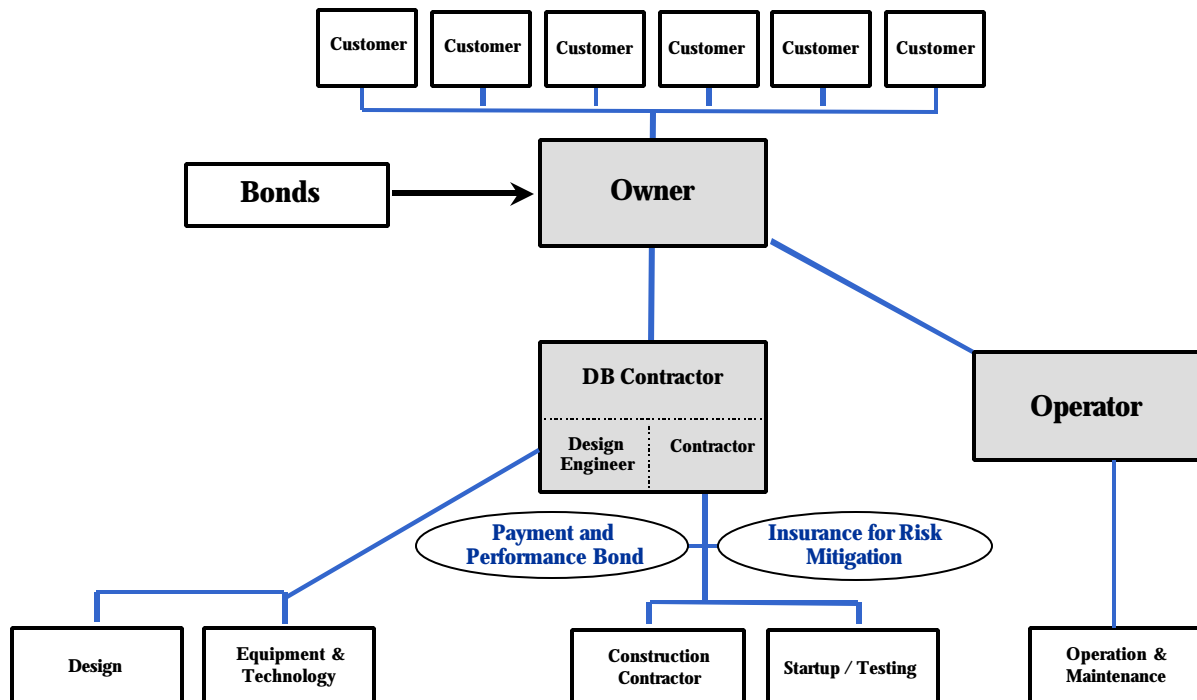 Customer
Customer
Customer
Customer
Customer
Customer
Bonds
Owner
DB Contractor
Design
Engineer
Contractor
Operator
Payment and
Performance Bond
Insurance for Risk
Mitigation
Design
Equipment &
Technology
Construction
Contractor
Startup / Testing
Operation &
Maintenance